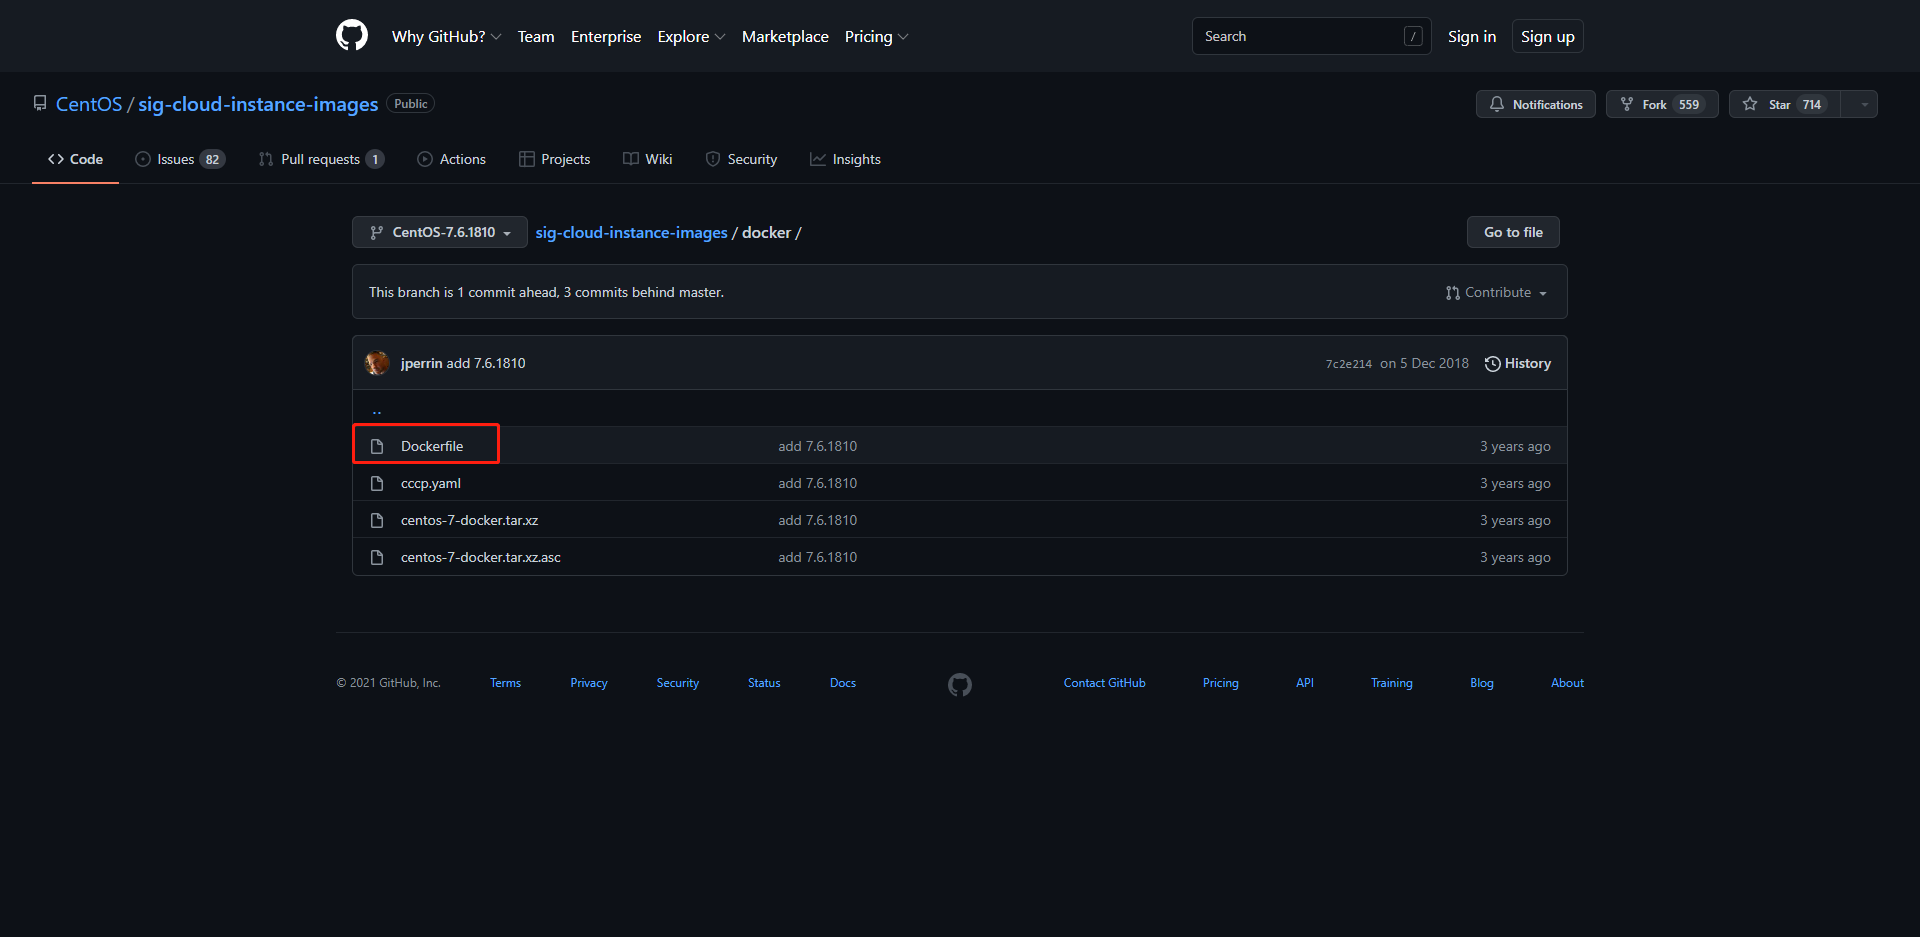 Why GitHub? Team Enterprise Explore Marketplace Pricing Search / Sign in Sign up
CentOS / sig-cloud-instance-images Public Notifications Fork 559 Star 714
Code Issues 82 Pull requests 1 Actions Projects Wiki Security Insights
CentOS-7.6.1810 sig-cloud-instance-images / docker / Go to file
This branch is 1 commit ahead, 3 commits behind master. Contribute
jperrin add 7.6.1810 7c2e214 on 5 Dec 2018 History
..
Dockerfile add 7.6.1810 3 years ago
cccp.yaml add 7.6.1810 3 years ago
centos-7-docker.tar.xz add 7.6.1810 3 years ago
centos-7-docker.tar.xz.asc add 7.6.1810 3 years ago
© 2021 GitHub, Inc. Terms Privacy Security Status Docs Contact GitHub Pricing API Training Blog About